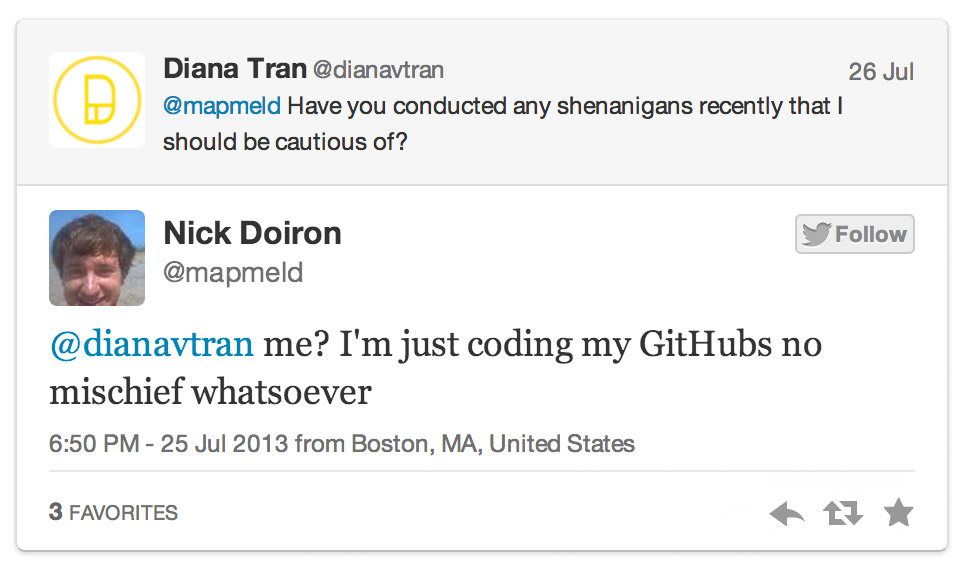 Diana Tran @dianavtran 26 Jul
@mapmeld Have you conducted any shenanigans recently that I
should be cautious of?
Nick Doiron
@mapmeld
Follow
@dianavtran me? I'm just coding my GitHubs no
mischief whatsoever
6:50 PM - 25 Jul 2013 from Boston, MA, United States
3 FAVORITES